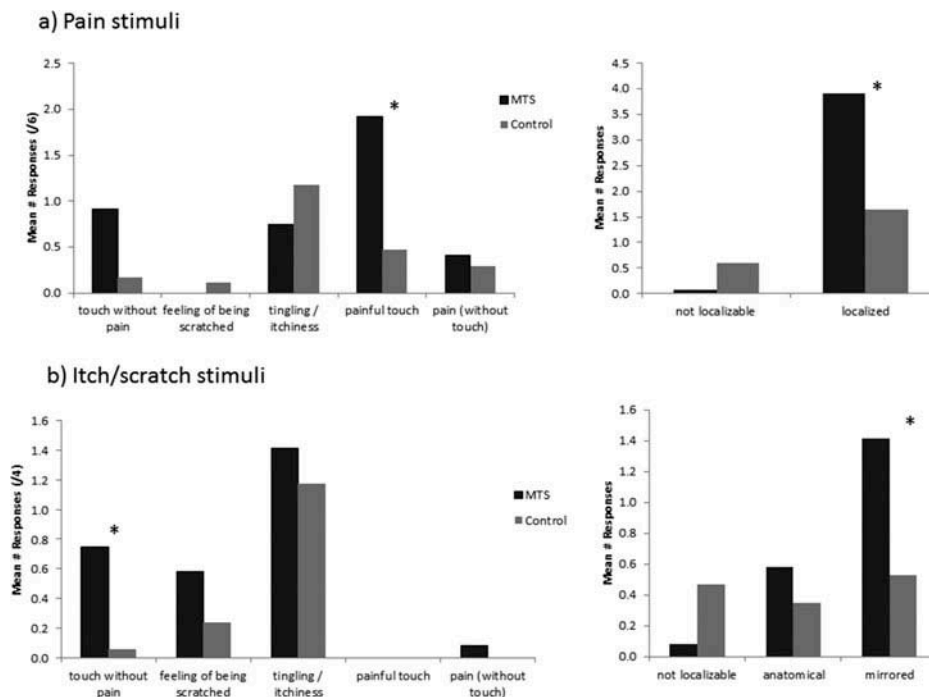 a) Pain stimuli
Mean # Responses (/6)
2.5
2.0
1.5
1.0
0.5
0.0
*
MTS
Control
touch without pain
feeling of being scratched
tingling / itchiness
painful touch
pain (without touch)
Mean # Responses
4.5
4.0
3.5
3.0
2.5
2.0
1.5
1.0
0.5
0.0
*
not localizable
localized
b) Itch/scratch stimuli
Mean # Responses (/4)
1.6
1.4
1.2
1.0
0.8
0.6
0.4
0.2
0.0
*
MTS
Control
touch without pain
feeling of being scratched
tingling / itchiness
painful touch
pain (without touch)
Mean # Responses
1.6
1.4
1.2
1.0
0.8
0.6
0.4
0.2
0.0
*
not localizable
anatomical
mirrored